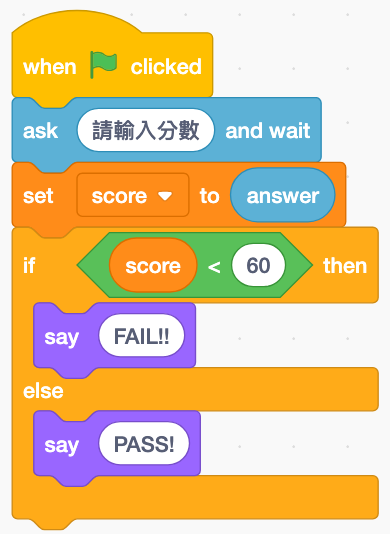 when clicked
ask 請輸入分數 and wait
set score to answer
if score < 60 then
say FAIL!!
else
say PASS!